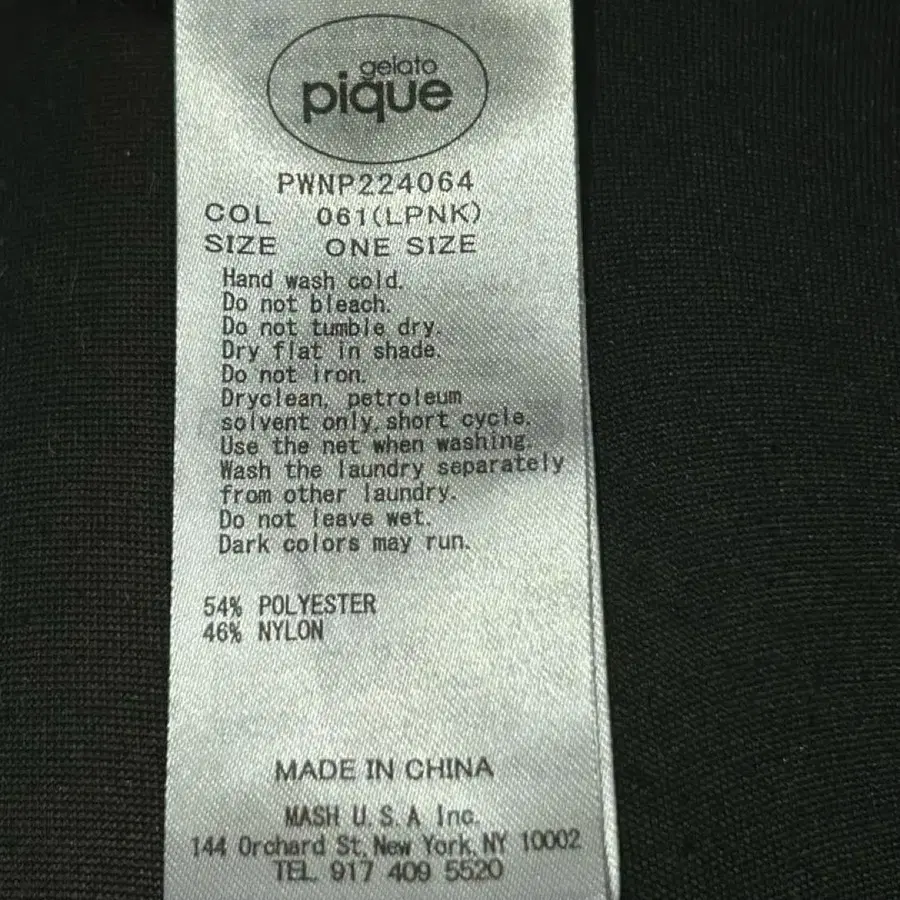 gelato
pique
PWNP224064
COL 061(LPNK)
SIZE ONE SIZE
Hand wash cold.
Do not bleach.
Do not tumble dry.
Dry flat in shade.
Do not iron.
Dryclean, petroleum
solvent only, short cycle.
Use the net when washing.
Wash the laundry separately
from other laundry.
Do not leave wet.
Dark colors may run.
54% POLYESTER
46% NYLON
MADE IN CHINA
MASH U.S.A Inc.
144 Orchard St, New York, NY 10002
TEL 917 409 5520